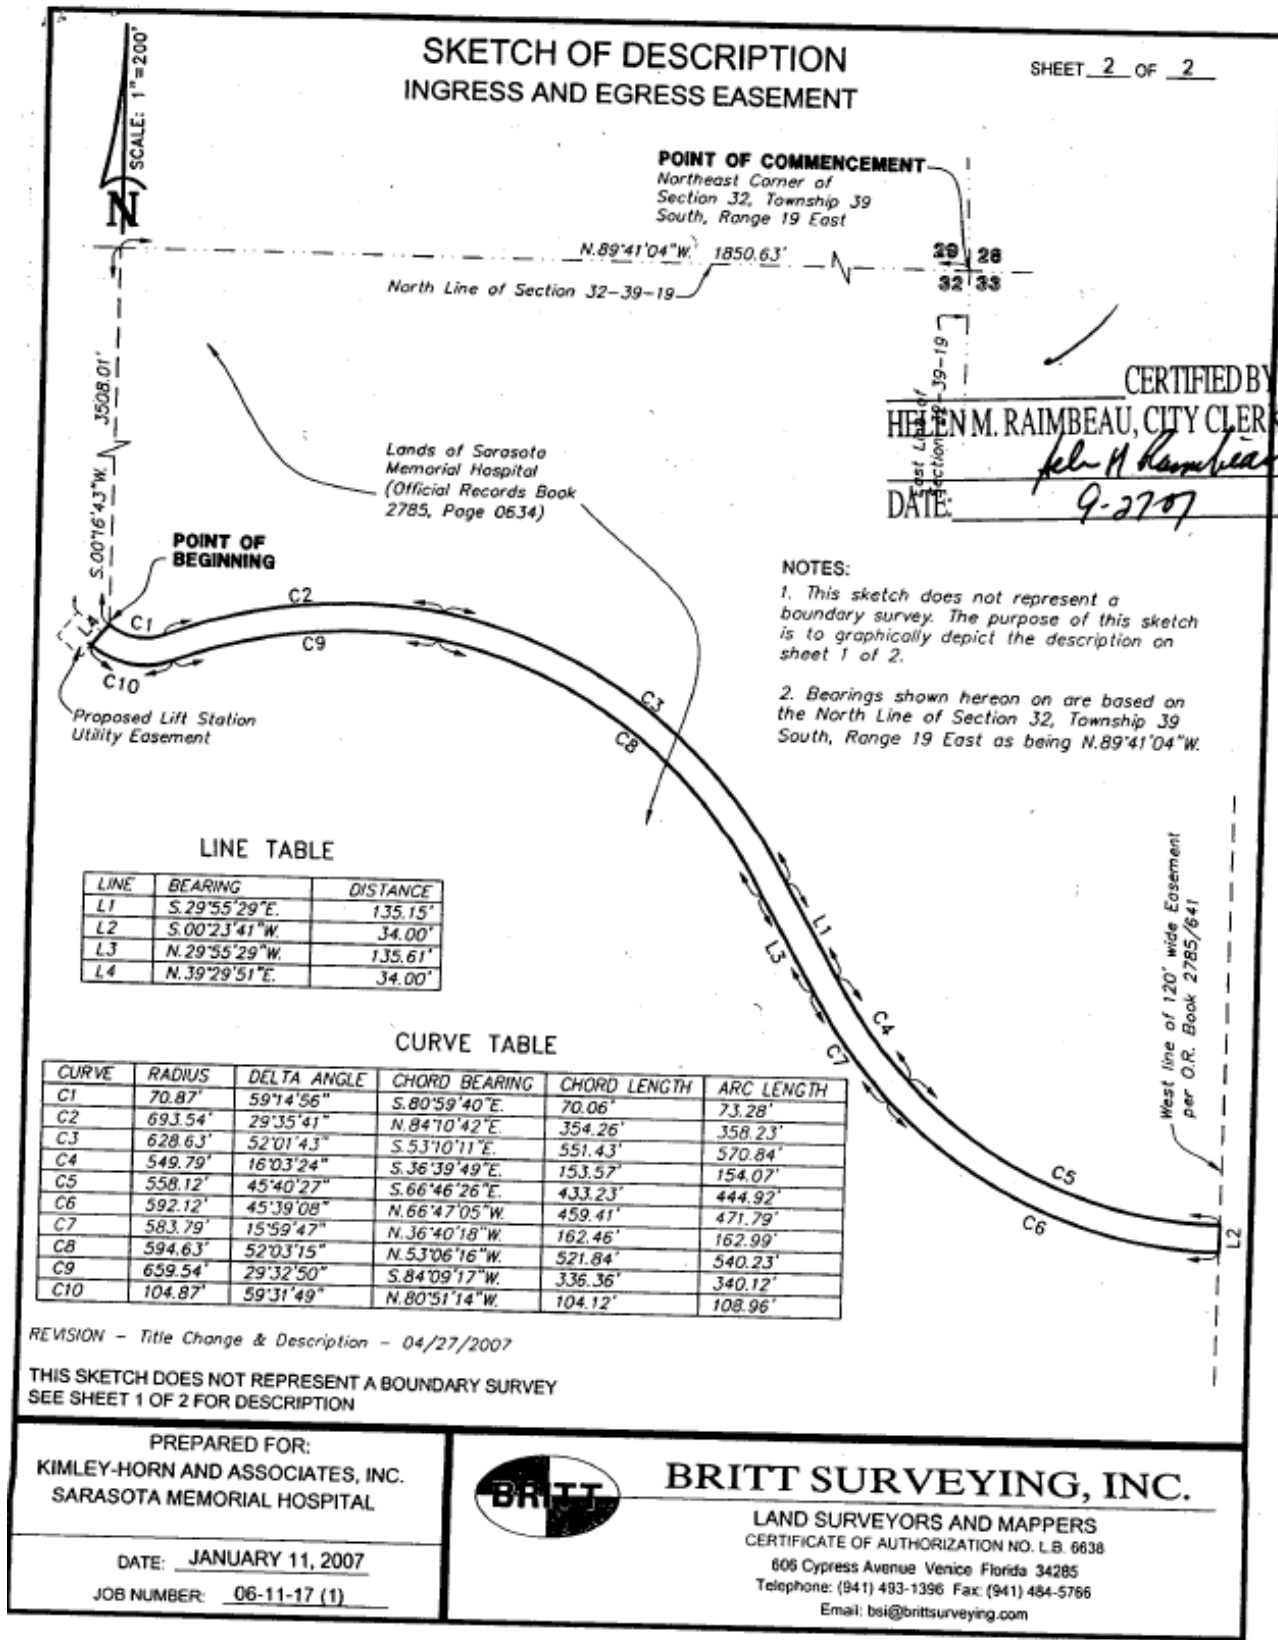 SKETCH OF DESCRIPTION
INGRESS AND EGRESS EASEMENT
SHEET 2 OF 2
SCALE: 1"=200'
N
POINT OF COMMENCEMENT
Northeast Corner of
Section 32, Township 39
South, Range 19 East
N.89°41'04"W. 1850.63'
29 28
32 33
North Line of Section 32-39-19
East Line of
Section 32-39-19
CERTIFIED BY
HELEN M. RAIMBEAU, CITY CLERK
Helen M Raimbeau
DATE: 9-27-07
S.00°16'43"W. 3508.01'
Lands of Sarasota
Memorial Hospital
(Official Records Book
2785, Page 0634)
POINT OF
BEGINNING
NOTES:
1. This sketch does not represent a
boundary survey. The purpose of this sketch
is to graphically depict the description on
sheet 1 of 2.
2. Bearings shown hereon on are based on
the North Line of Section 32, Township 39
South, Range 19 East as being N.89°41'04"W.
L4
C1
C2
C9
C10
C3
C8
Proposed Lift Station
Utility Easement
L1
L3
C4
C7
C5
C6
L2
West line of 120' wide Easement
per O.R. Book 2785/641
LINE TABLE
LINE BEARING DISTANCE
L1 S.29°55'29"E. 135.15'
L2 S.00°23'41"W. 34.00'
L3 N.29°55'29"W. 135.61'
L4 N.39°29'51"E. 34.00'
CURVE TABLE
CURVE RADIUS DELTA ANGLE CHORD BEARING CHORD LENGTH ARC LENGTH
C1 70.87' 59°14'56" S.80°59'40"E. 70.06' 73.28'
C2 693.54' 29°35'41" N.84°10'42"E. 354.26' 358.23'
C3 628.63' 52°01'43" S.53°10'11"E. 551.43' 570.84'
C4 549.79' 16°03'24" S.36°39'49"E. 153.57' 154.07'
C5 558.12' 45°40'27" S.66°46'26"E. 433.23' 444.92'
C6 592.12' 45°39'08" N.66°47'05"W. 459.41' 471.79'
C7 583.79' 15°59'47" N.36°40'18"W. 162.46' 162.99'
C8 594.63' 52°03'15" N.53°06'16"W. 521.84' 540.23'
C9 659.54' 29°32'50" S.84°09'17"W. 336.36' 340.12'
C10 104.87' 59°31'49" N.80°51'14"W. 104.12' 108.96'
REVISION - Title Change & Description - 04/27/2007
THIS SKETCH DOES NOT REPRESENT A BOUNDARY SURVEY
SEE SHEET 1 OF 2 FOR DESCRIPTION
PREPARED FOR:
KIMLEY-HORN AND ASSOCIATES, INC.
SARASOTA MEMORIAL HOSPITAL
DATE: JANUARY 11, 2007
JOB NUMBER: 06-11-17 (1)
BRITT
BRITT SURVEYING, INC.
LAND SURVEYORS AND MAPPERS
CERTIFICATE OF AUTHORIZATION NO. L.B. 6638
606 Cypress Avenue Venice Florida 34285
Telephone: (941) 493-1396 Fax: (941) 484-5766
Email: bsi@brittsurveying.com